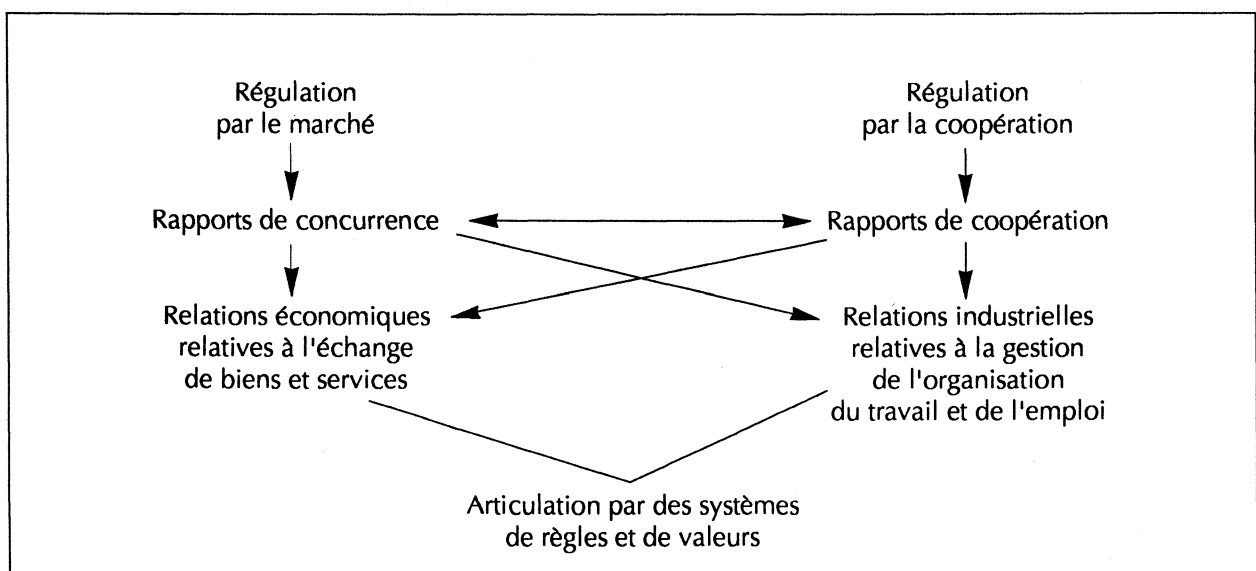 Régulation
par le marché
Régulation
par la coopération
Rapports de concurrence
Rapports de coopération
Relations économiques
relatives à l'échange
de biens et services
Relations industrielles
relatives à la gestion
de l'organisation
du travail et de l'emploi
Articulation par des systèmes
de règles et de valeurs